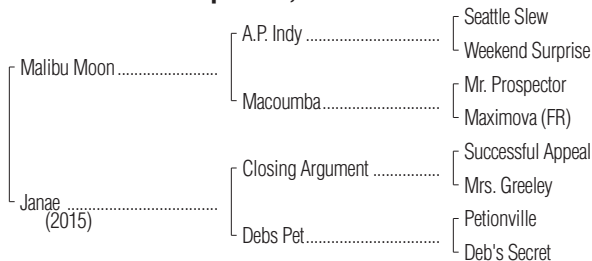 Seattle Slew
A.P. Indy
Weekend Surprise
Malibu Moon
Mr. Prospector
Macoumba
Maximova (FR)
Successful Appeal
Closing Argument
Mrs. Greeley
Janae
(2015)
Petionville
Debs Pet
Deb's Secret